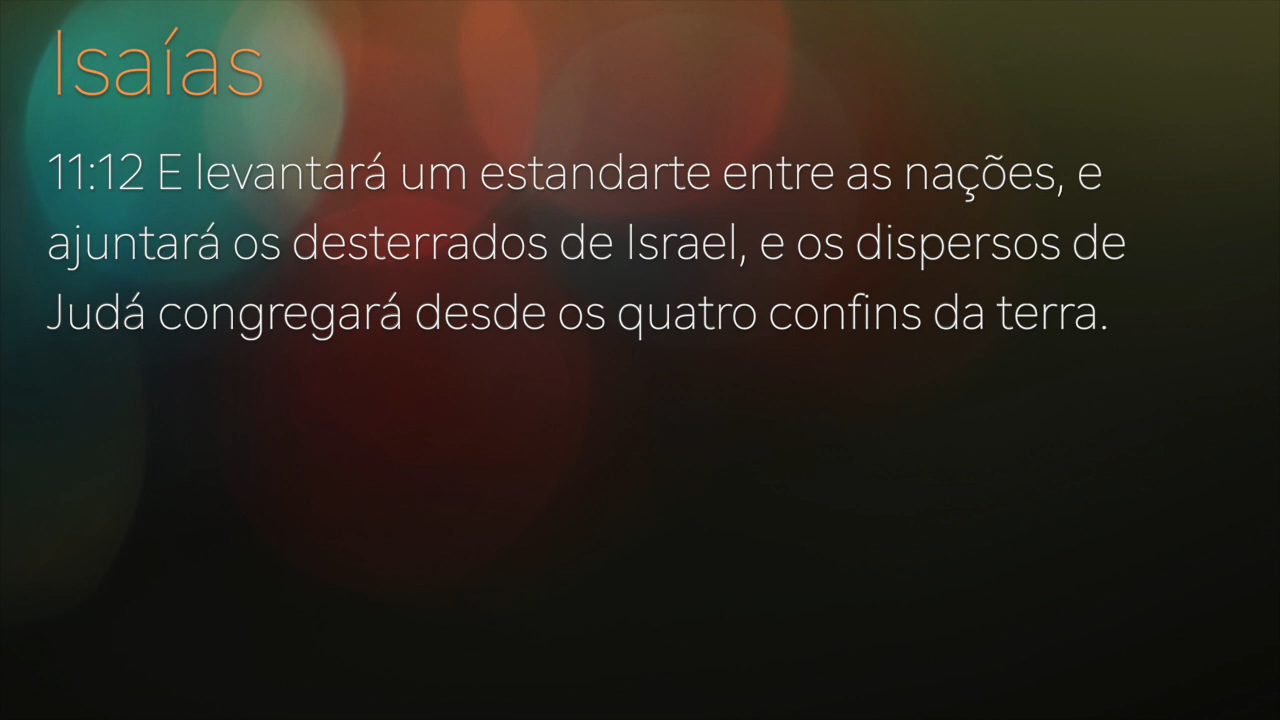 Isaías
11:12 E levantará um estandarte entre as nações, e
ajuntará os desterrados de Israel, e os dispersos de
Judá congregará desde os quatro confins da terra.